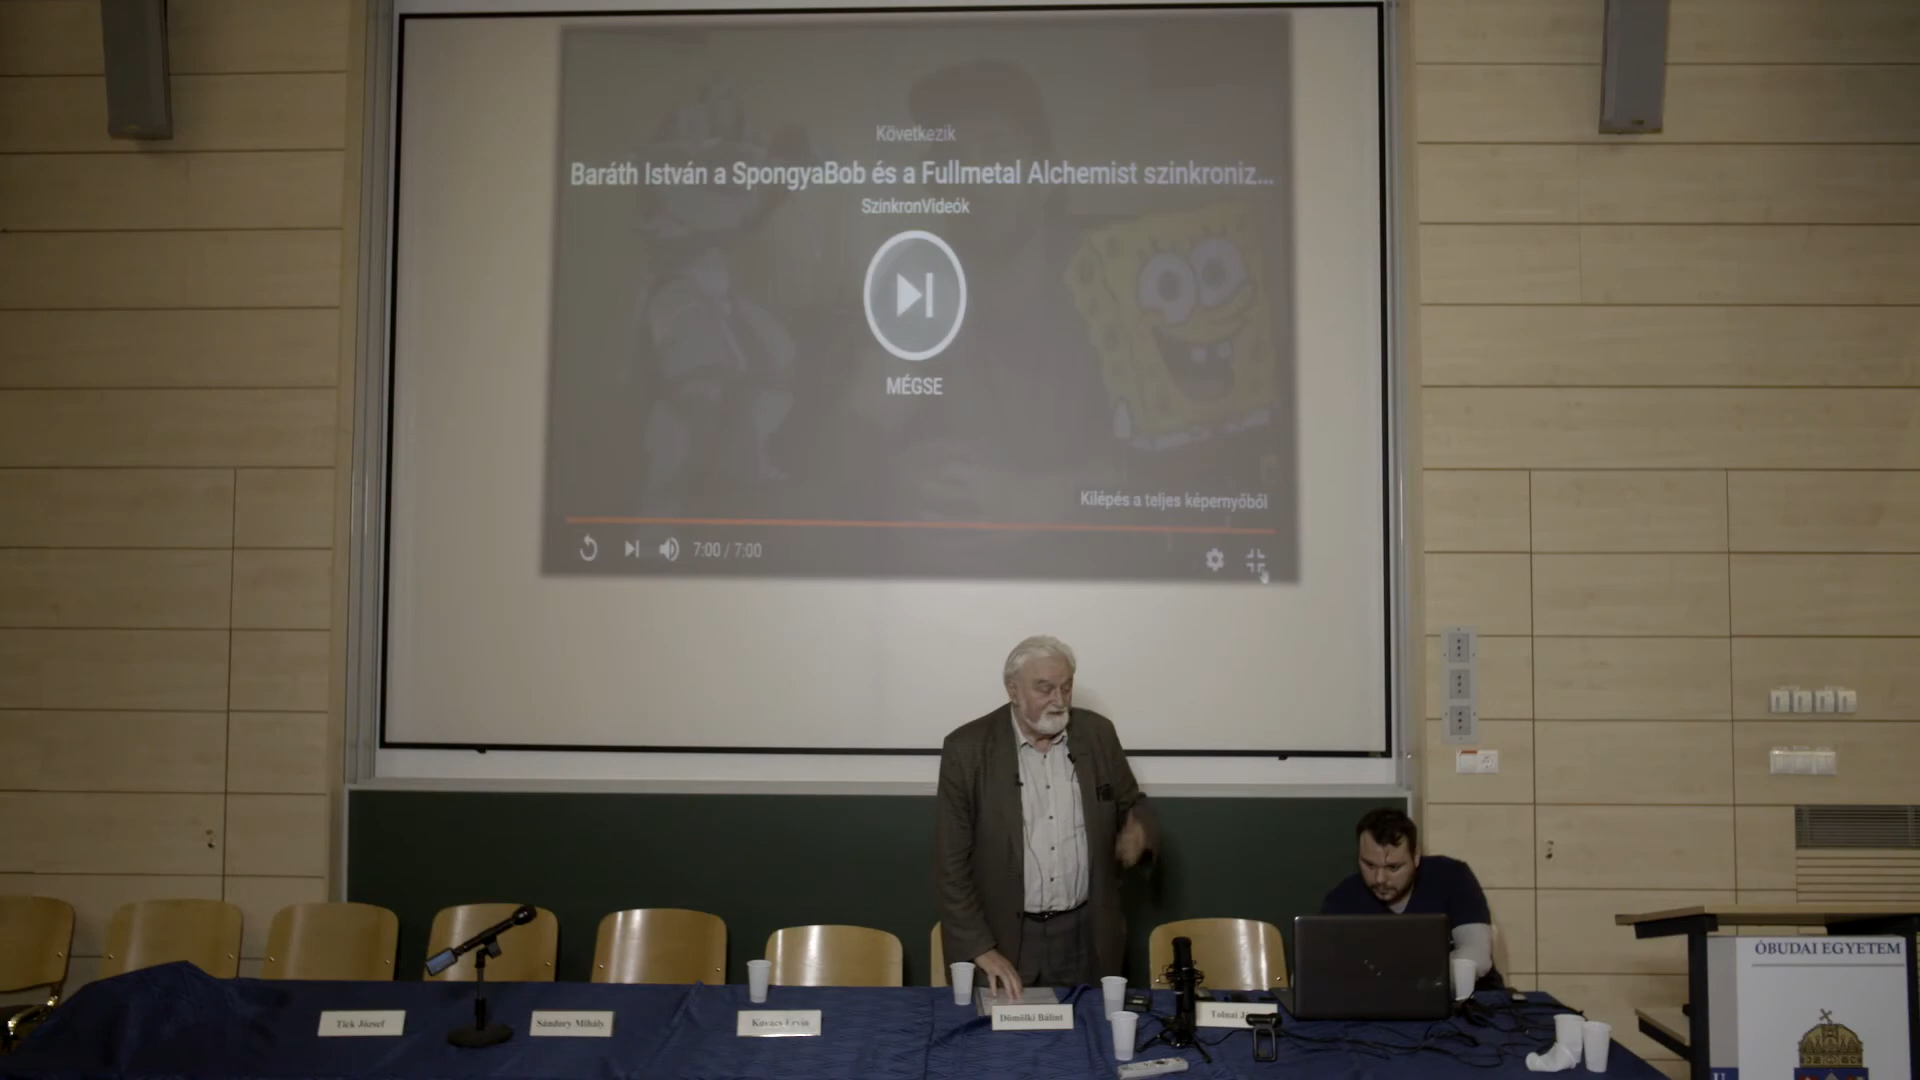 Következik
Baráth István a SpongyaBob és a Fullmetal Alchemist szinkroniz...
SzinkronVideók
MÉGSE
Kilépés a teljes képernyőből
7:00 / 7:00
ÓBUDAI EGYETEM
Tick József
Sándory Mihály
Kovács Ervin
Dömölki Bálint
Tolnai